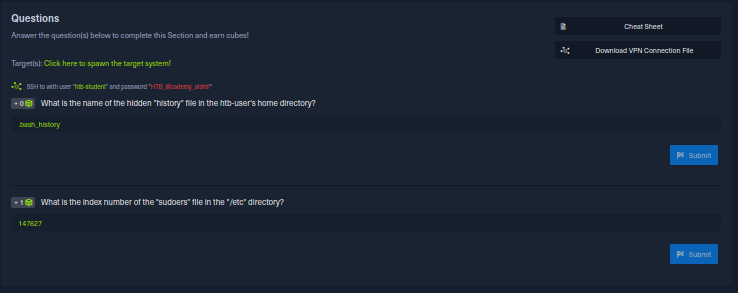 Questions
Answer the question(s) below to complete this Section and earn cubes!
Cheat Sheet
Download VPN Connection File
Target(s): Click here to spawn the target system!
SSH to with user "htb-student" and password "HTB_@cademy_stdnt!"
+ 0 What is the name of the hidden "history" file in the htb-user's home directory?
.bash_history
Submit
+ 1 What is the index number of the "sudoers" file in the "/etc" directory?
147627
Submit